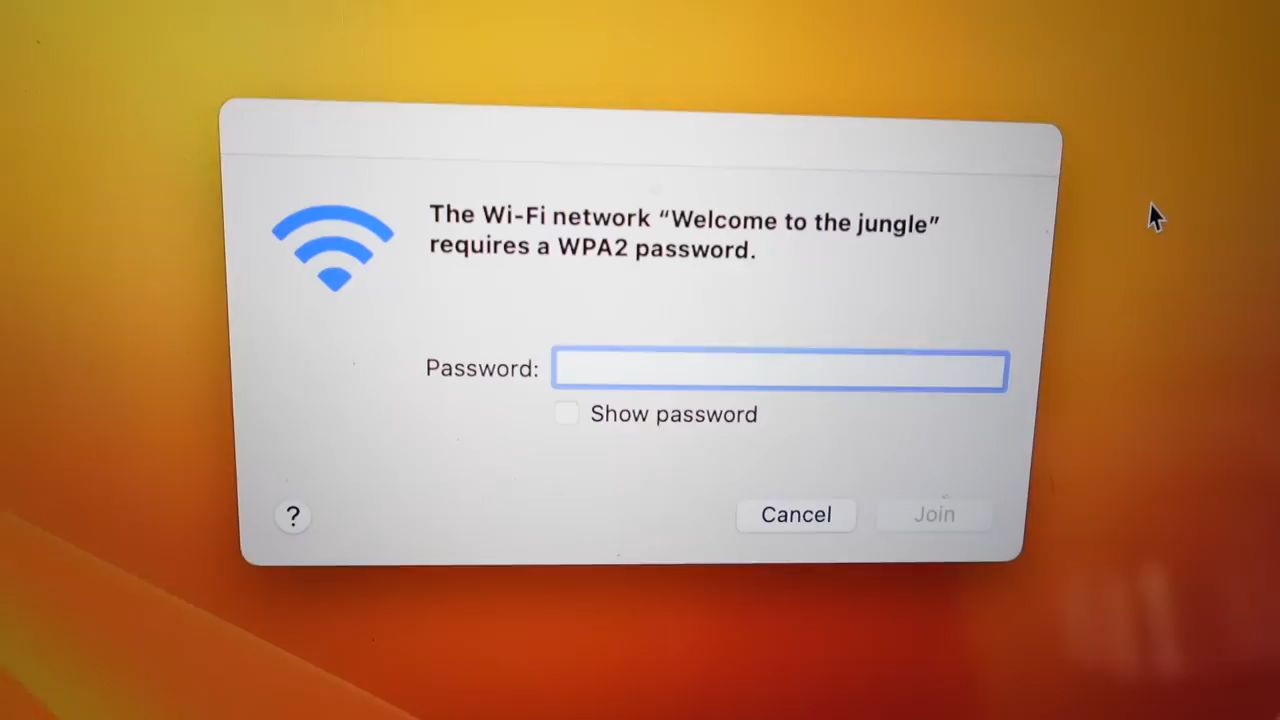 The Wi-Fi network “Welcome to the jungle”
requires a WPA2 password.
Password:
Show password
?
Cancel
Join